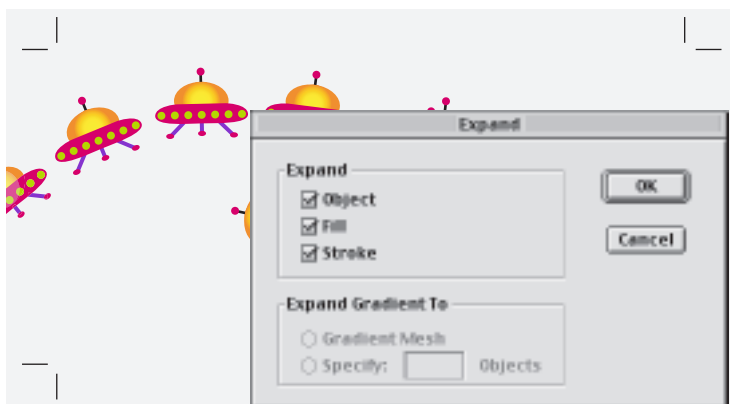 Expand
Expand
Object
Fill
Stroke
OK
Cancel
Expand Gradient To
Gradient Mesh
Specify: Objects